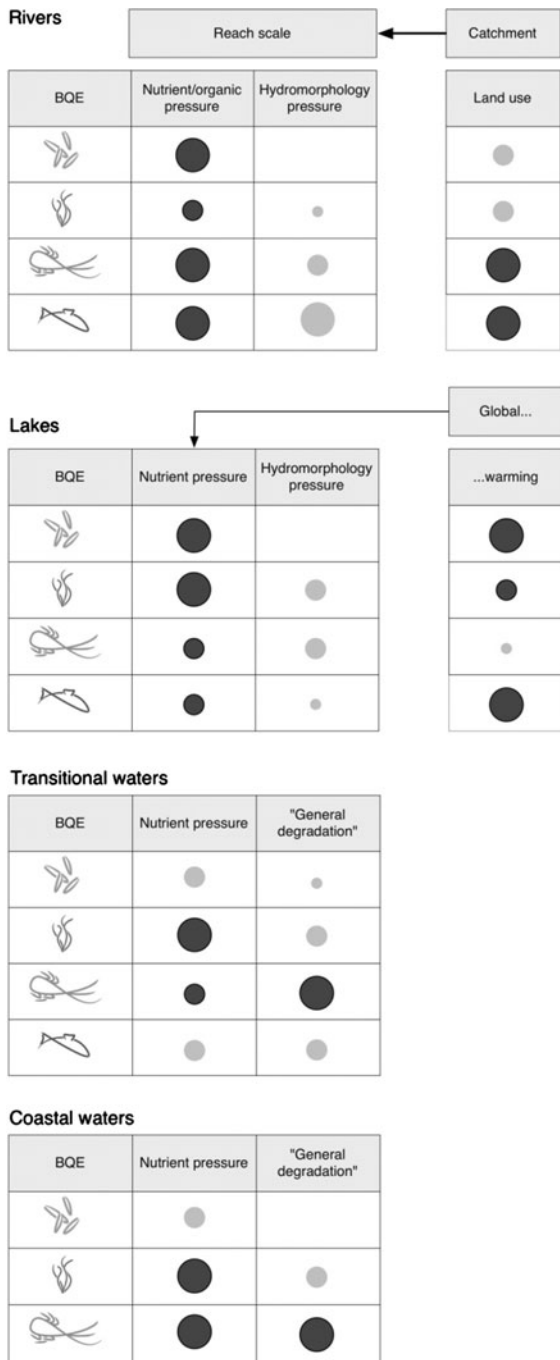 Rivers
Reach scale
Catchment
BQE
Nutrient/organic
pressure
Hydromorphology
pressure
Land use
Global...
Lakes
BQE
Nutrient pressure
Hydromorphology
pressure
...warming
Transitional waters
BQE
Nutrient pressure
"General
degradation"
Coastal waters
BQE
Nutrient pressure
"General
degradation"